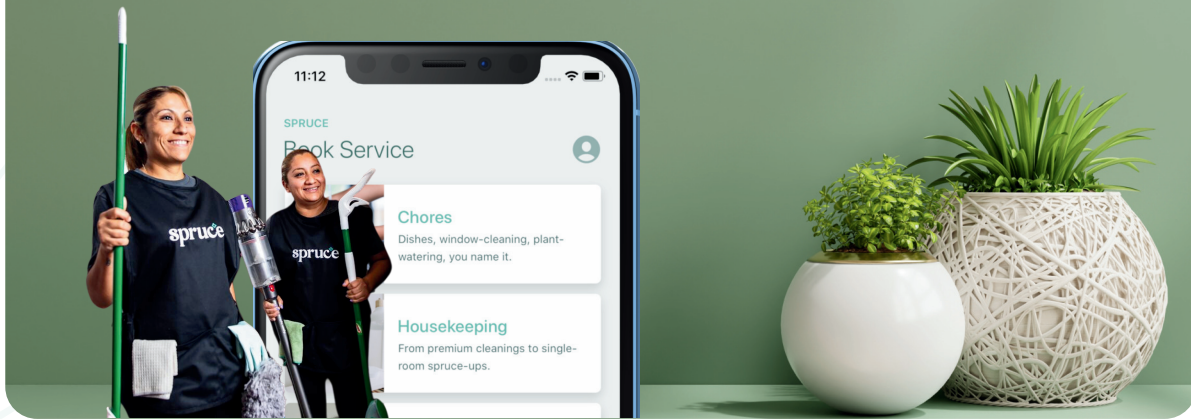 11:12
SPRUCE
Book Service
Chores
Dishes, window-cleaning, plant-
watering, you name it.
Housekeeping
From premium cleanings to single-
room spruce-ups.
spruce
spruce